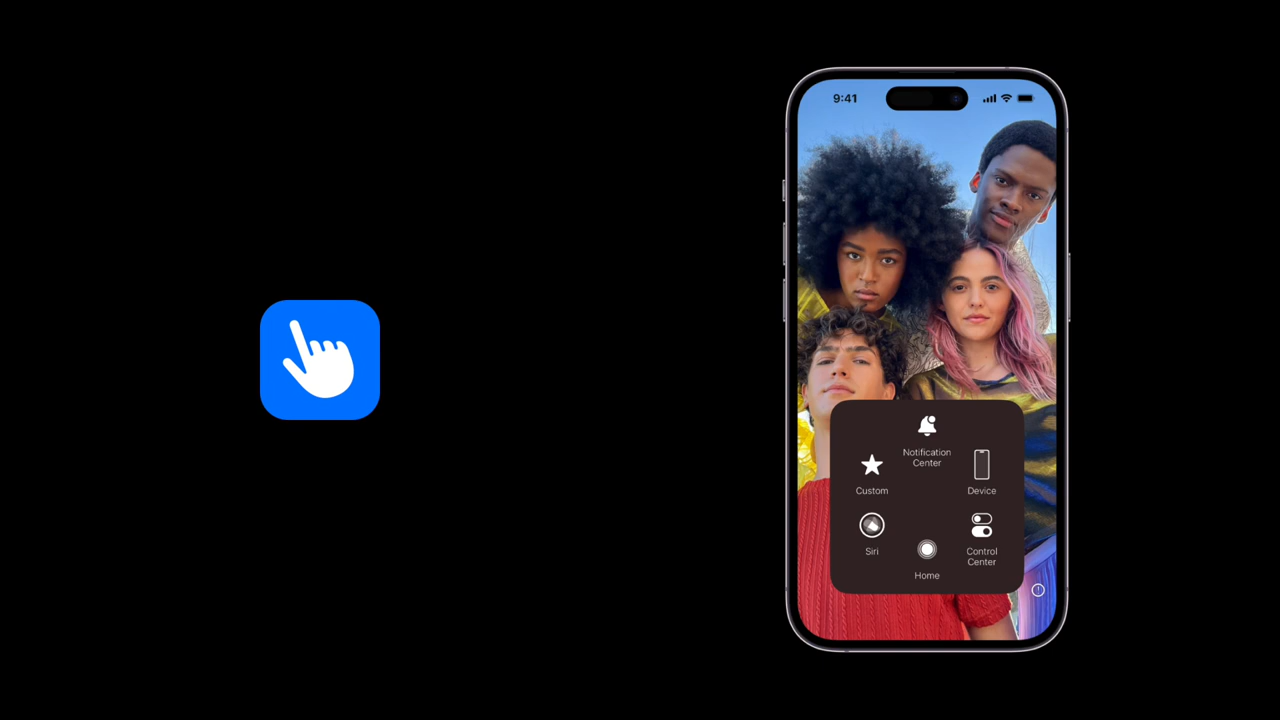 9:41
Notification
Center
Custom
Device
Siri
Control
Center
Home